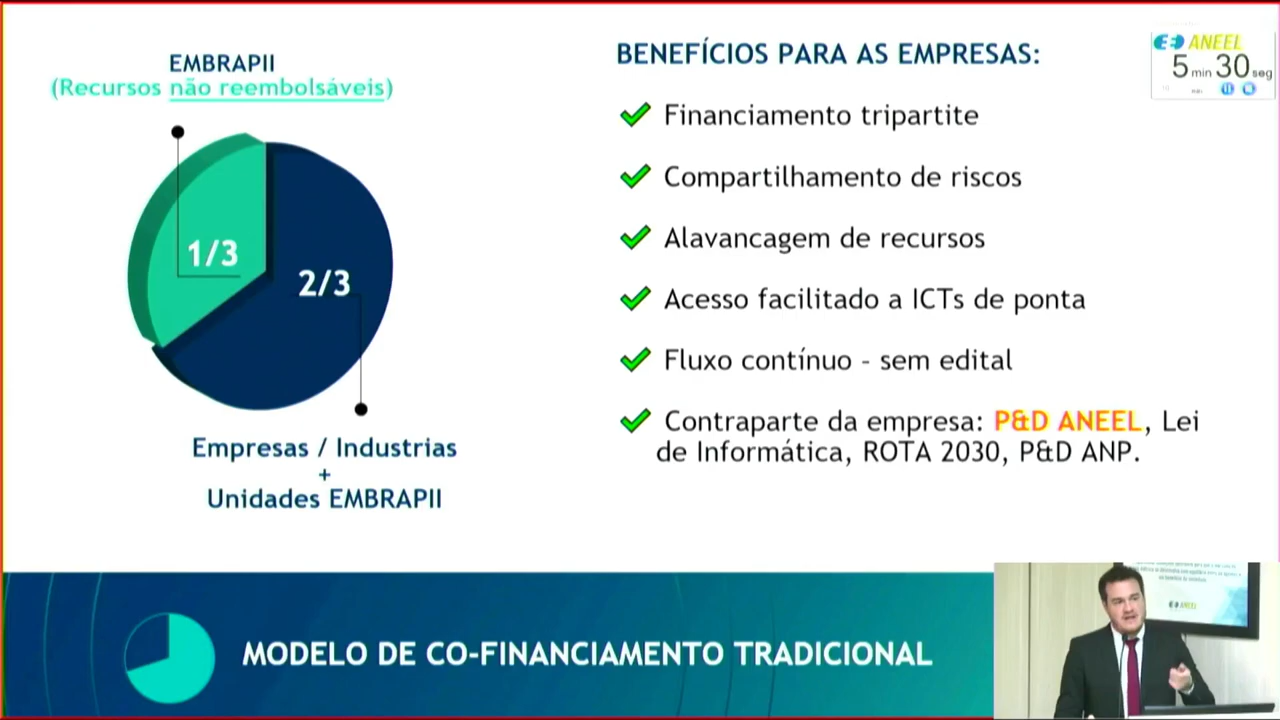 EMBRAPII
(Recursos não reembolsáveis)
1/3
2/3
Empresas / Industrias
+
Unidades EMBRAPII
BENEFÍCIOS PARA AS EMPRESAS:
Financiamento tripartite
Compartilhamento de riscos
Alavancagem de recursos
Acesso facilitado a ICTs de ponta
Fluxo contínuo - sem edital
Contraparte da empresa: P&D ANEEL, Lei
de Informática, ROTA 2030, P&D ANP.
ANEEL
5 min 30 seg
MODELO DE CO-FINANCIAMENTO TRADICIONAL
ANEEL